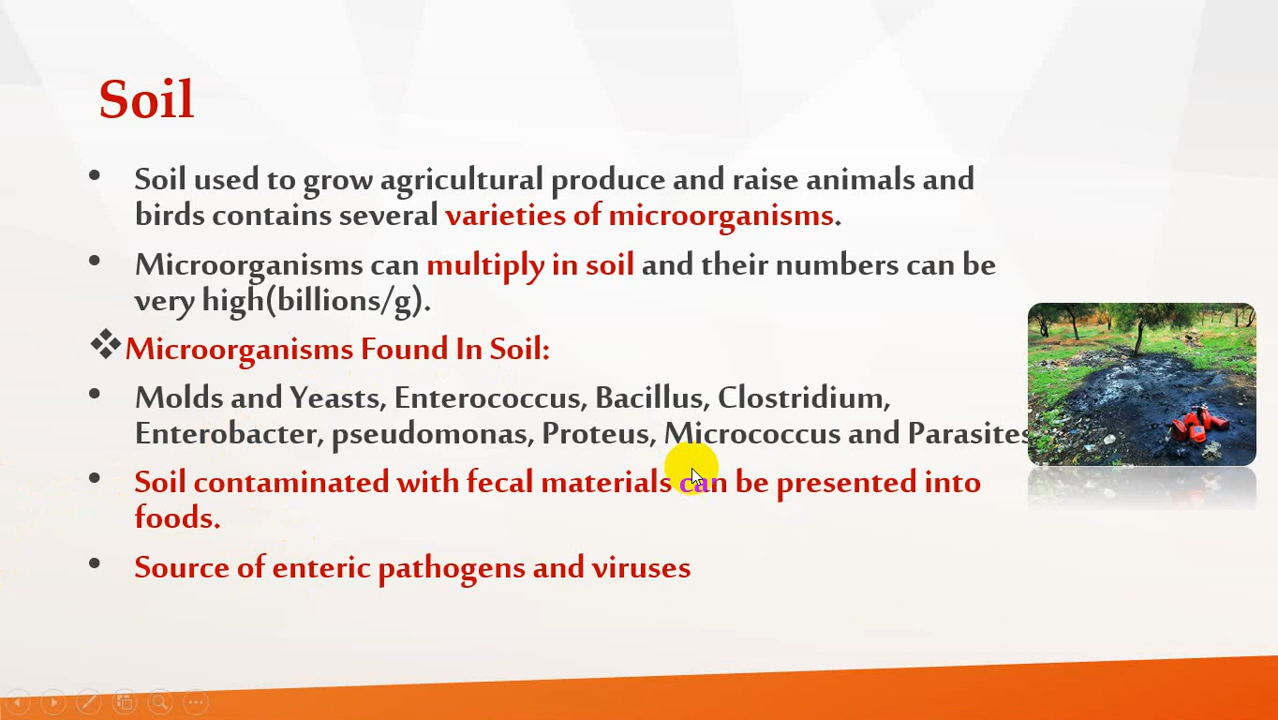 Soil
• Soil used to grow agricultural produce and raise animals and
birds contains several varieties of microorganisms.
• Microorganisms can multiply in soil and their numbers can be
very high(billions/g).
❖Microorganisms Found In Soil:
• Molds and Yeasts, Enterococcus, Bacillus, Clostridium,
Enterobacter, pseudomonas, Proteus, Micrococcus and Parasites
• Soil contaminated with fecal materials can be presented into
foods.
• Source of enteric pathogens and viruses